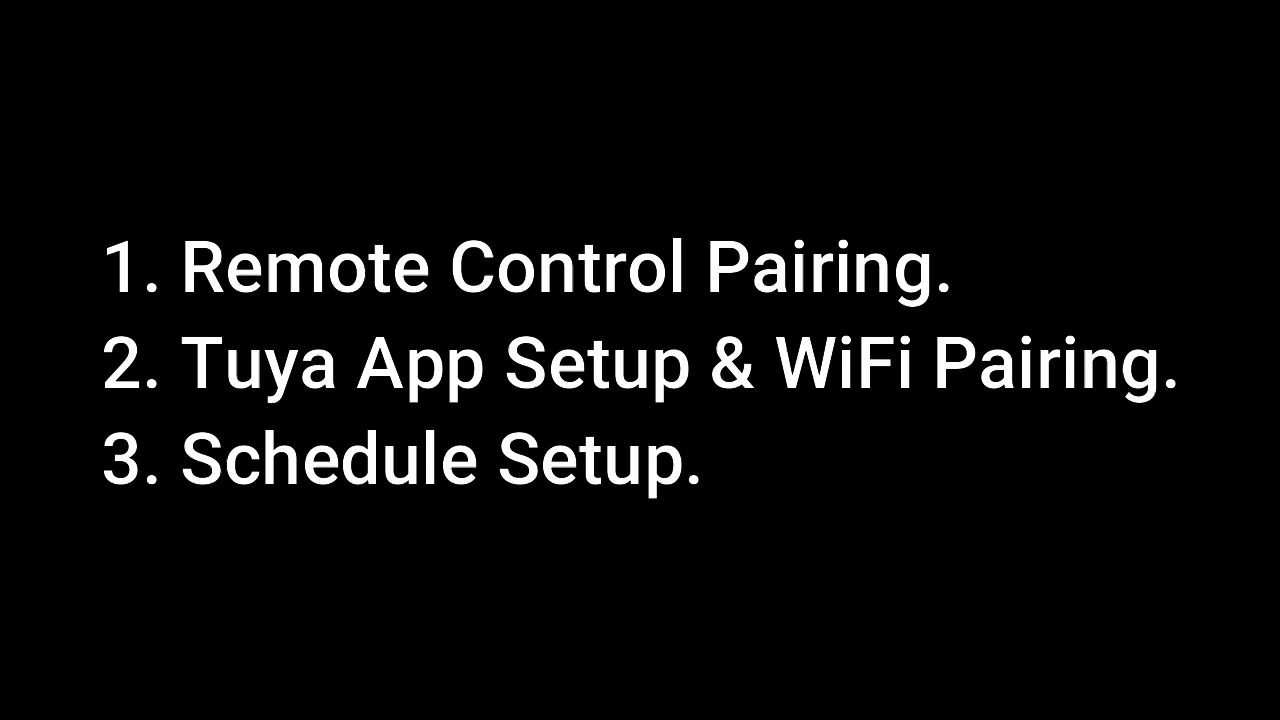 1. Remote Control Pairing.
2. Tuya App Setup & WiFi Pairing.
3. Schedule Setup.